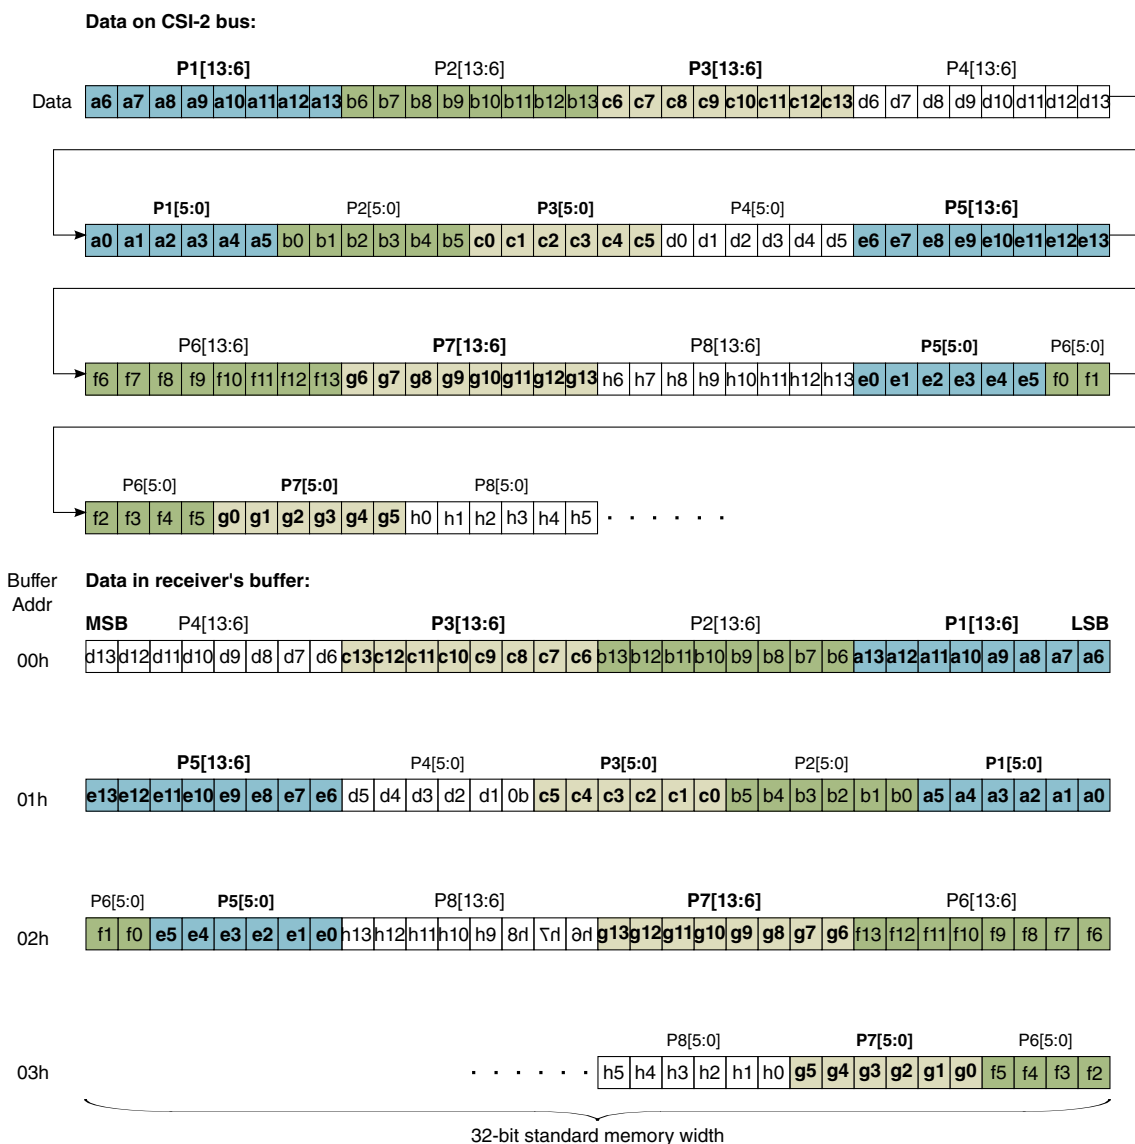 Data on CSI-2 bus:
P1[13:6] P2[13:6] P3[13:6] P4[13:6]
Data a6 a7 a8 a9 a10 a11 a12 a13 b6 b7 b8 b9 b10 b11 b12 b13 c6 c7 c8 c9 c10 c11 c12 c13 d6 d7 d8 d9 d10 d11 d12 d13
P1[5:0] P2[5:0] P3[5:0] P4[5:0] P5[13:6]
a0 a1 a2 a3 a4 a5 b0 b1 b2 b3 b4 b5 c0 c1 c2 c3 c4 c5 d0 d1 d2 d3 d4 d5 e6 e7 e8 e9 e10 e11 e12 e13
P6[13:6] P7[13:6] P8[13:6] P5[5:0] P6[5:0]
f6 f7 f8 f9 f10 f11 f12 f13 g6 g7 g8 g9 g10 g11 g12 g13 h6 h7 h8 h9 h10 h11 h12 h13 e0 e1 e2 e3 e4 e5 f0 f1
P6[5:0] P7[5:0] P8[5:0]
f2 f3 f4 f5 g0 g1 g2 g3 g4 g5 h0 h1 h2 h3 h4 h5 . . . . . .
Buffer Addr
Data in receiver's buffer:
MSB P4[13:6] P3[13:6] P2[13:6] P1[13:6] LSB
00h d13 d12 d11 d10 d9 d8 d7 d6 c13 c12 c11 c10 c9 c8 c7 c6 b13 b12 b11 b10 b9 b8 b7 b6 a13 a12 a11 a10 a9 a8 a7 a6
P5[13:6] P4[5:0] P3[5:0] P2[5:0] P1[5:0]
01h e13 e12 e11 e10 e9 e8 e7 e6 d5 d4 d3 d2 d1 0b c5 c4 c3 c2 c1 c0 b5 b4 b3 b2 b1 b0 a5 a4 a3 a2 a1 a0
P6[5:0] P5[5:0] P8[13:6] P7[13:6] P6[13:6]
02h f1 f0 e5 e4 e3 e2 e1 e0 h13 h12 h11 h10 h9 h8 h7 h6 g13 g12 g11 g10 g9 g8 g7 g6 f13 f12 f11 f10 f9 f8 f7 f6
P8[5:0] P7[5:0] P6[5:0]
03h . . . . . . h5 h4 h3 h2 h1 h0 g5 g4 g3 g2 g1 g0 f5 f4 f3 f2
32-bit standard memory width